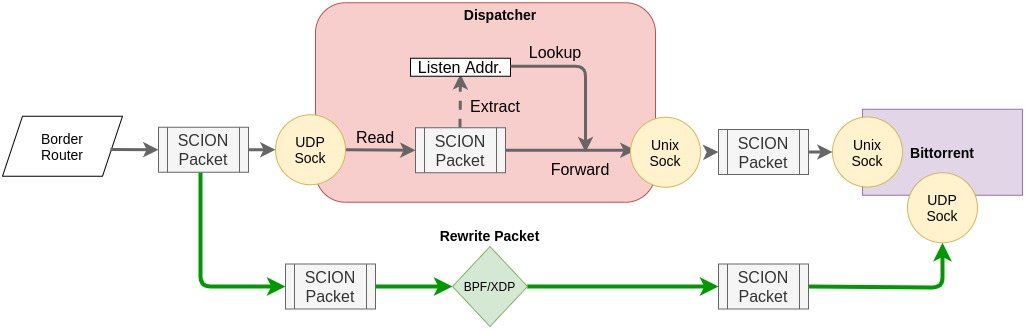 Dispatcher
Lookup
Listen Addr.
Extract
Border
Router
SCION
Packet
UDP
Sock
Read
SCION
Packet
Forward
Unix
Sock
SCION
Packet
Unix
Sock
Bittorrent
UDP
Sock
Rewrite Packet
SCION
Packet
BPF/XDP
SCION
Packet